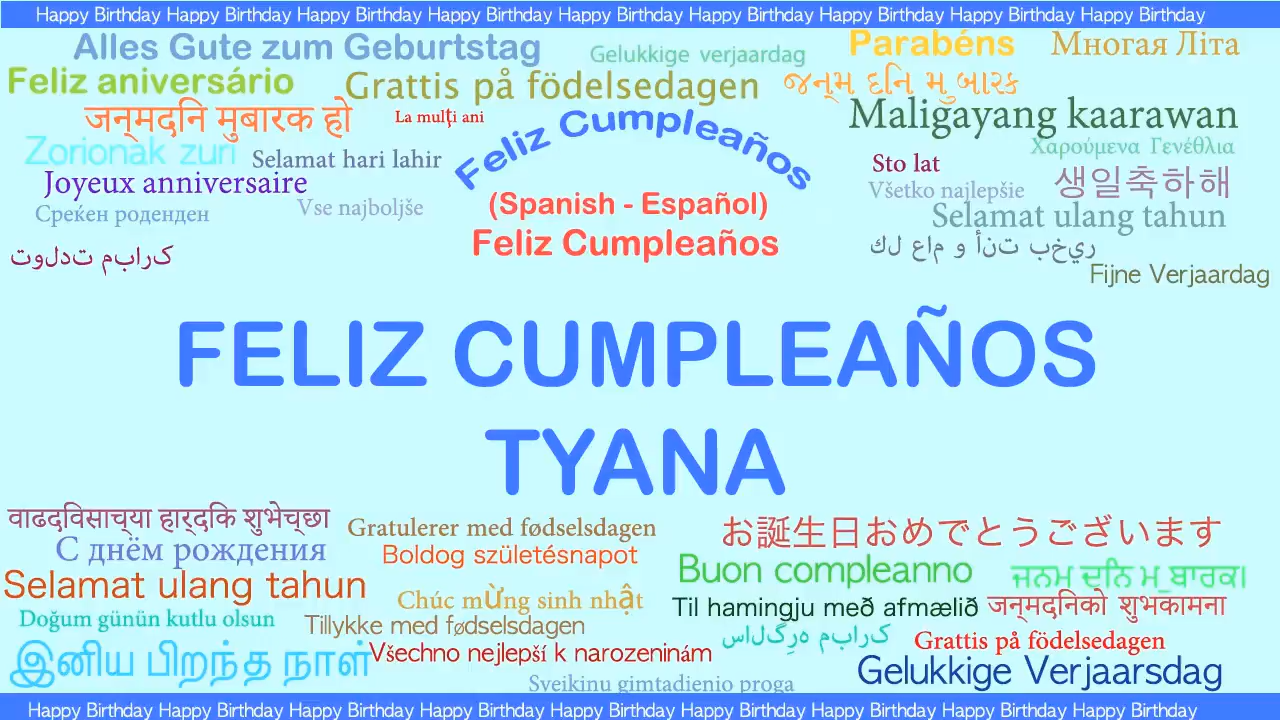 Happy Birthday Happy Birthday Happy Birthday Happy Birthday Happy Birthday Happy Birthday Happy Birthday Happy Birthday Happy Birthday
Alles Gute zum Geburtstag
Gelukkige verjaardag
Parabéns
Многая Літа
Feliz aniversário
Grattis på födelsedagen
જન્મ દિન મુબારક
जन्मदिन मुबारक हो
La mulţi ani
Feliz Cumpleaños
Maligayang kaarawan
Χαρούμενα Γενέθλια
Zorionak zuri
Selamat hari lahir
(Spanish - Español)
Sto lat
생일축하해
Joyeux anniversaire
Všetko najlepšie
Среќен роденден
Vse najboljše
Feliz Cumpleaños
Selamat ulang tahun
تولدت مبارک
كل عام و أنت بخير
Fijne Verjaardag
FELIZ CUMPLEAÑOS
TYANA
वाढदिवसाच्या हार्दिक शुभेच्छा
Gratulerer med fødselsdagen
お誕生日おめでとうございます
С днём рождения
Boldog születésnapot
Buon compleanno
ਜਨਮ ਦਿਨ ਮੁਬਾਰਕ।
Selamat ulang tahun
Chúc mừng sinh nhật
Til hamingju með afmælið
जन्मदिनको शुभकामना
Doğum günün kutlu olsun
Tillykke med fødselsdagen
سالگرہ مبارک
Grattis på födelsedagen
இனிய பிறந்த நாள்
Všechno nejlepší k narozeninám
Gelukkige Verjaarsdag
Sveikinu gimtadienio proga
Happy Birthday Happy Birthday Happy Birthday Happy Birthday Happy Birthday Happy Birthday Happy Birthday Happy Birthday Happy Birthday